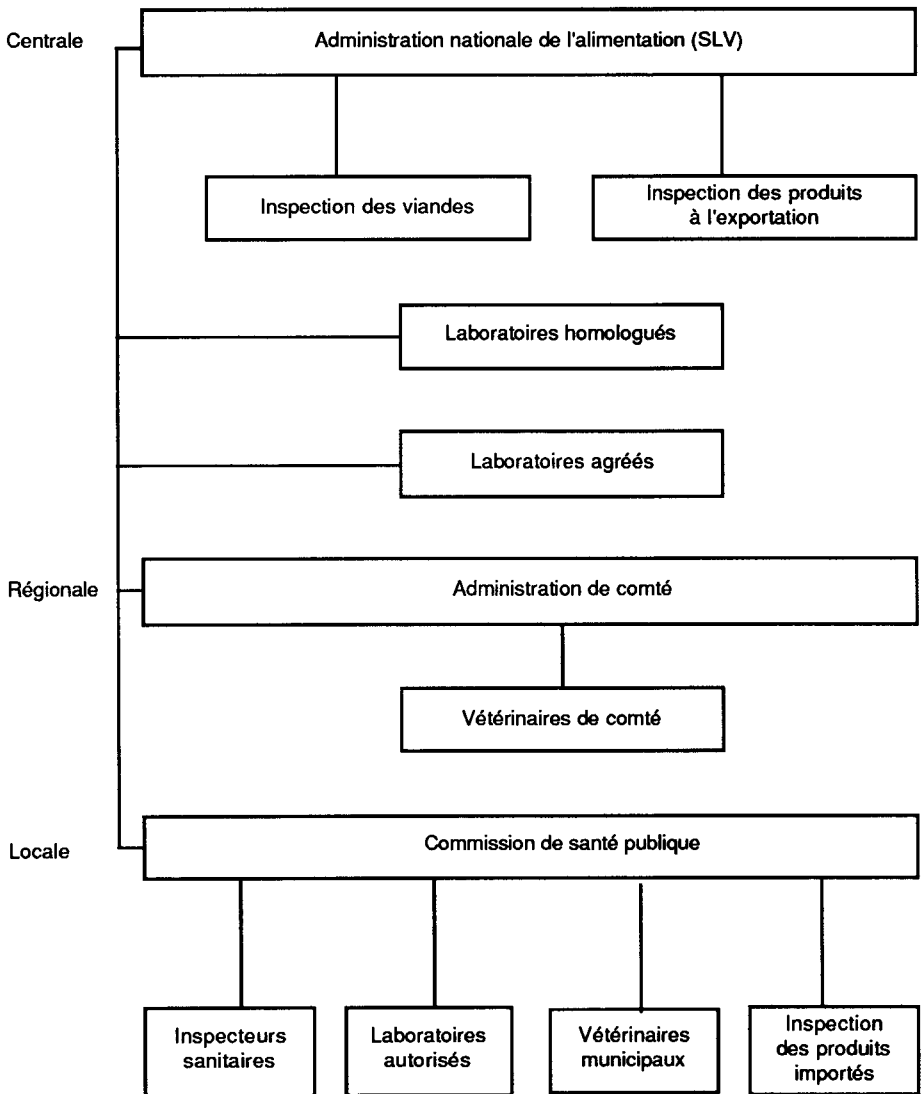 Centrale
Administration nationale de l'alimentation (SLV)
Inspection des viandes
Inspection des produits
à l'exportation
Laboratoires homologués
Laboratoires agréés
Régionale
Administration de comté
Vétérinaires de comté
Locale
Commission de santé publique
Inspecteurs
sanitaires
Laboratoires
autorisés
Vétérinaires
municipaux
Inspection
des produits
importés